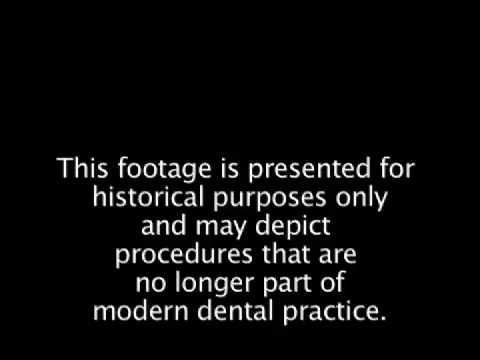 This footage is presented for
historical purposes only
and may depict
procedures that are
no longer part of
modern dental practice.